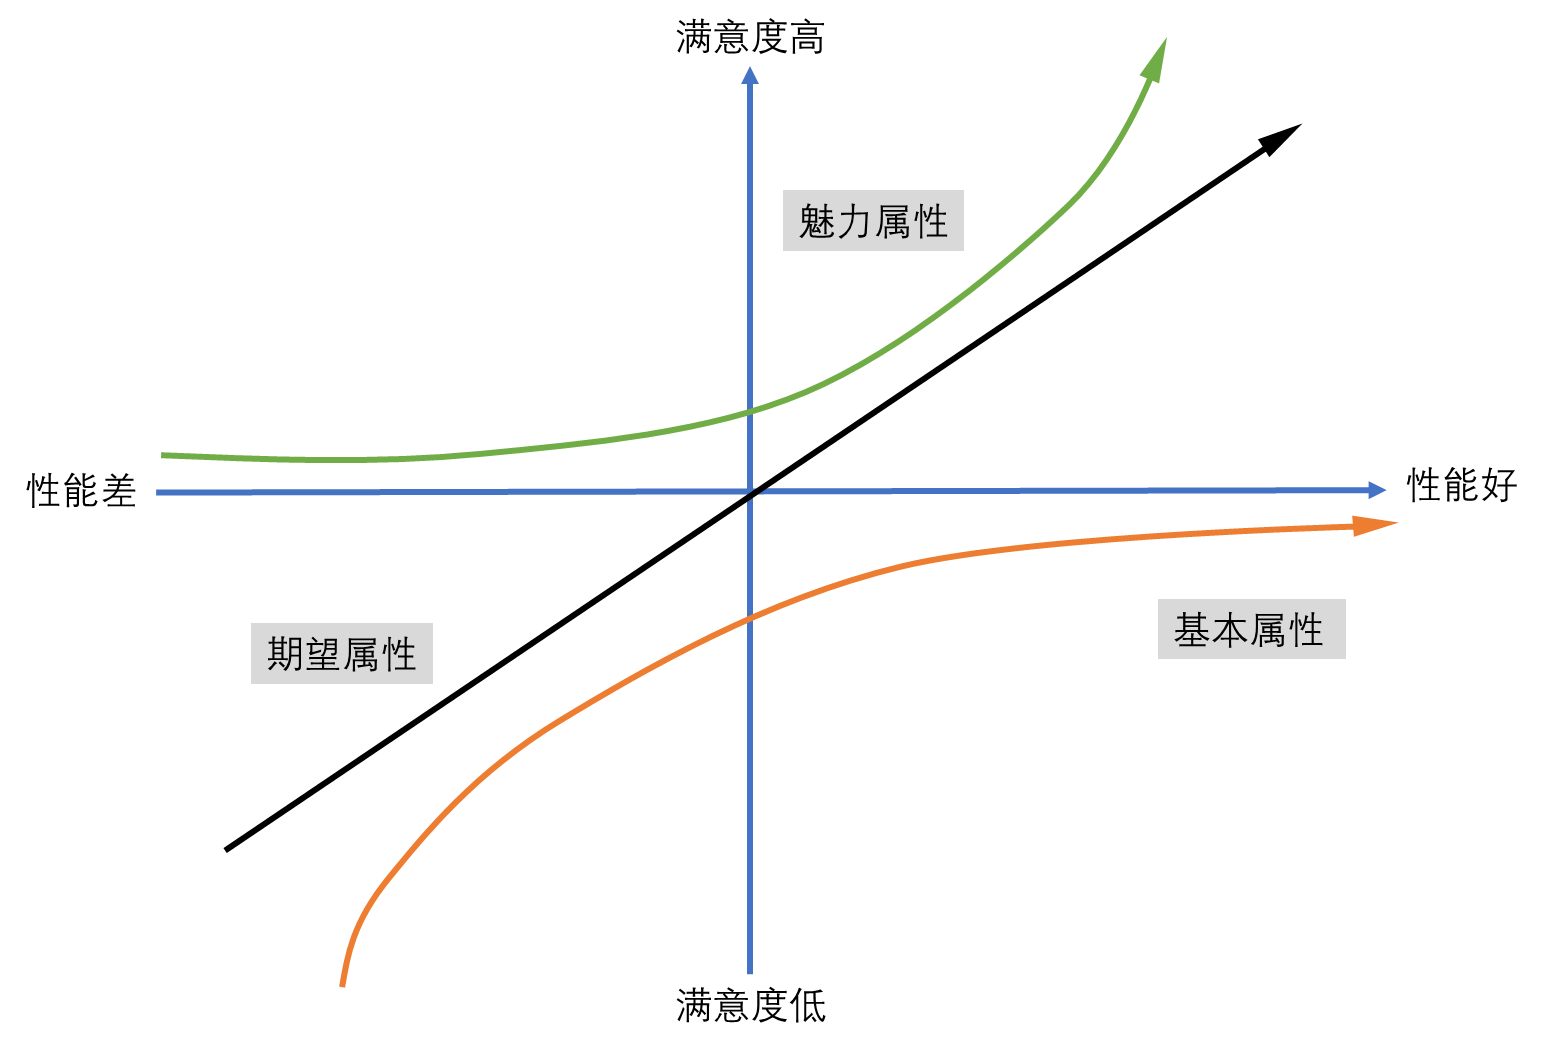 满意度高
魅力属性
性能差
性能好
基本属性
期望属性
满意度低